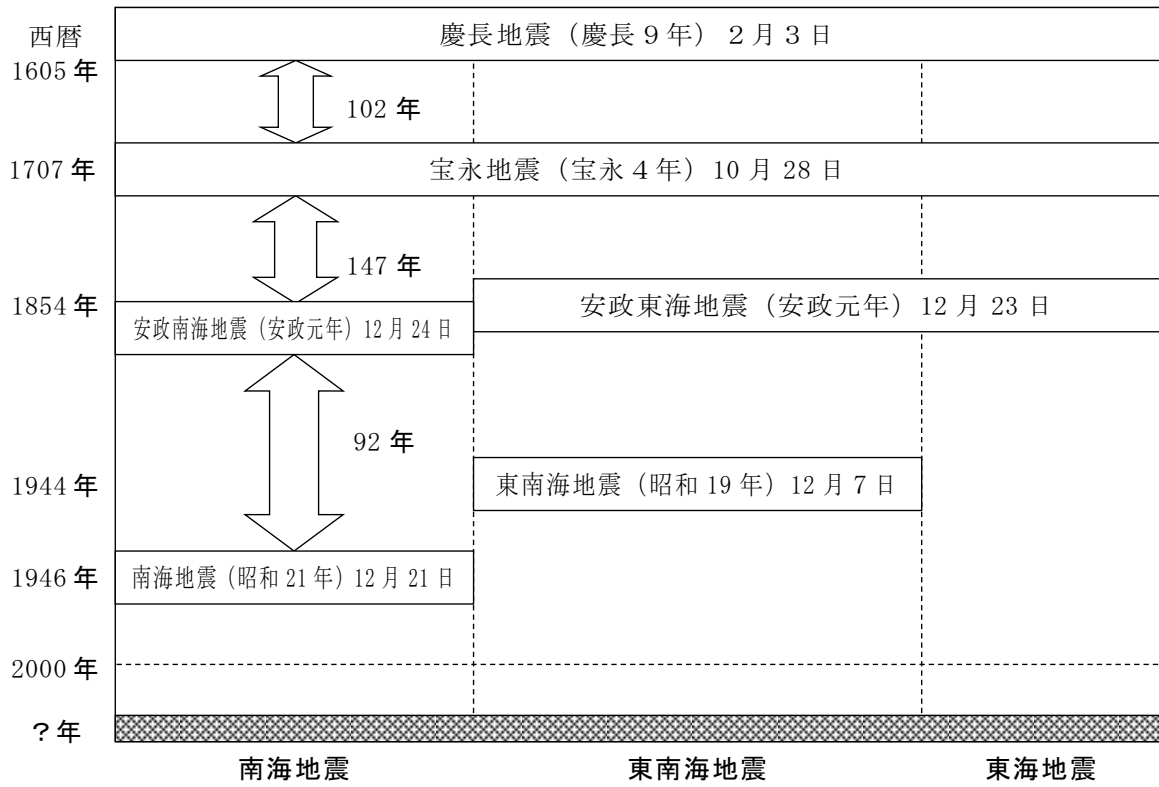 西暦
慶長地震（慶長９年）２月３日
1605 年
102 年
1707 年
宝永地震（宝永４年）10 月 28 日
147 年
1854 年
安政東海地震（安政元年）12 月 23 日
安政南海地震（安政元年）12 月 24 日
92 年
1944 年
東南海地震（昭和 19 年）12 月７日
1946 年
南海地震（昭和 21 年）12 月 21 日
2000 年
？年
南海地震
東南海地震
東海地震